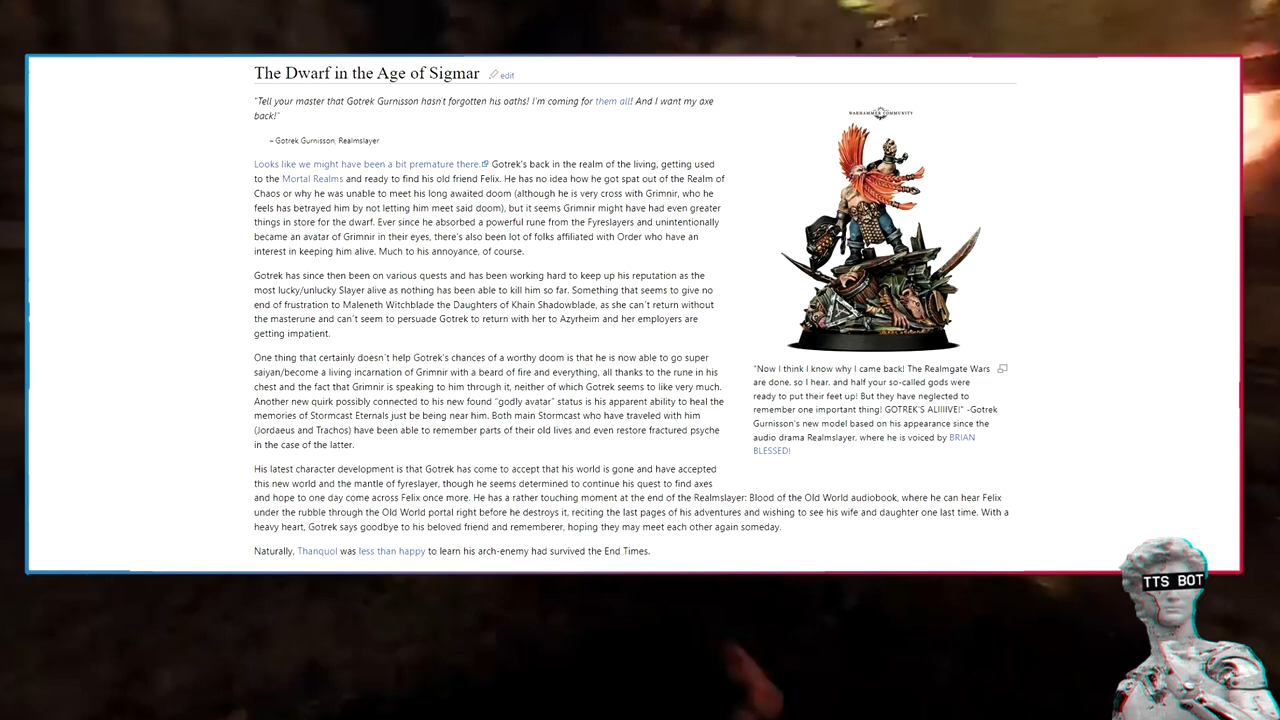 The Dwarf in the Age of Sigmar edit
"Tell your master that Gotrek Gurnisson hasn't forgotten his oaths! I'm coming for them all! And I want my axe
back!"
– Gotrek Gurnisson, Realmslayer
Looks like we might have been a bit premature there. Gotrek's back in the realm of the living, getting used
to the Mortal Realms and ready to find his old friend Felix. He has no idea how he got spat out of the Realm of
Chaos or why he was unable to meet his long awaited doom (although he is very cross with Grimnir, who he
feels has betrayed him by not letting him meet said doom), but it seems Grimnir might have had even greater
things in store for the dwarf. Ever since he absorbed a powerful rune from the Fyreslayers and unintentionally
became an avatar of Grimnir in their eyes, there's also been lot of folks affiliated with Order who have an
interest in keeping him alive. Much to his annoyance, of course.
Gotrek has since then been on various quests and has been working hard to keep up his reputation as the
most lucky/unlucky Slayer alive as nothing has been able to kill him so far. Something that seems to give no
end of frustration to Maleneth Witchblade the Daughters of Khain Shadowblade, as she can´t return without
the masterune and can´t seem to persuade Gotrek to return with her to Azyrheim and her employers are
getting impatient.
One thing that certainly doesn´t help Gotrek's chances of a worthy doom is that he is now able to go super
saiyan/become a living incarnation of Grimnir with a beard of fire and everything, all thanks to the rune in his
chest and the fact that Grimnir is speaking to him through it, neither of which Gotrek seems to like very much.
Another new quirk possibly connected to his new found "godly avatar" status is his apparent ability to heal the
memories of Stormcast Eternals just be being near him. Both main Stormcast who have traveled with him
(Jordaeus and Trachos) have been able to remember parts of their old lives and even restore fractured psyche
in the case of the latter.
His latest character development is that Gotrek has come to accept that his world is gone and have accepted
this new world and the mantle of fyreslayer, though he seems determined to continue his quest to find axes
and hope to one day come across Felix once more. He has a rather touching moment at the end of the Realmslayer: Blood of the Old World audiobook, where he can hear Felix
under the rubble through the Old World portal right before he destroys it, reciting the last pages of his adventures and wishing to see his wife and daughter one last time. With a
heavy heart, Gotrek says goodbye to his beloved friend and rememberer, hoping they may meet each other again someday.
Naturally, Thanquol was less than happy to learn his arch-enemy had survived the End Times.
WARHAMMER COMMUNITY
"Now I think I know why I came back! The Realmgate Wars
are done, so I hear, and half your so-called gods were
ready to put their feet up! But they have neglected to
remember one important thing! GOTREK'S ALIIIIVE!" -Gotrek
Gurnisson's new model based on his appearance since the
audio drama Realmslayer, where he is voiced by BRIAN
BLESSED!
TTS BOT